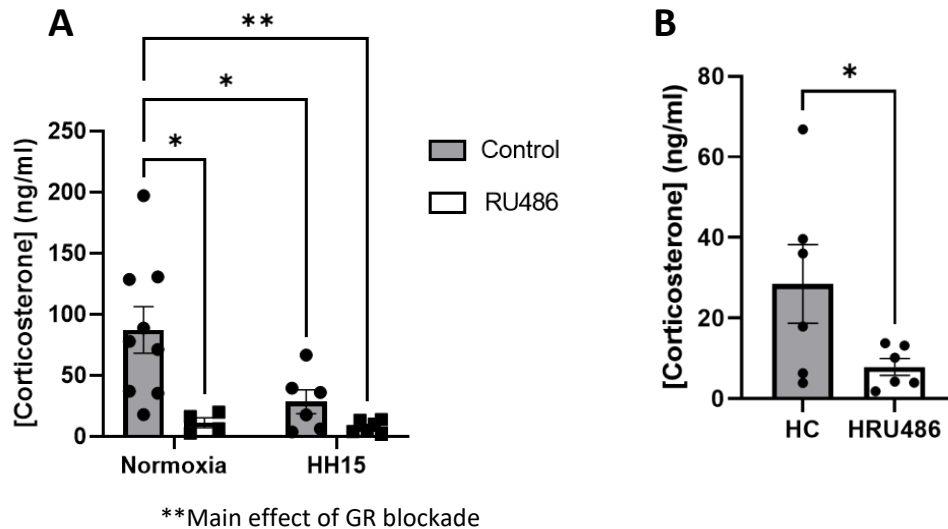 A
**
*
*
[Corticosterone] (ng/ml)
250
200
150
100
50
0
Normoxia
HH15
Control
RU486
**Main effect of GR blockade
B
*
[Corticosterone] (ng/ml)
80
60
40
20
0
HC
HRU486